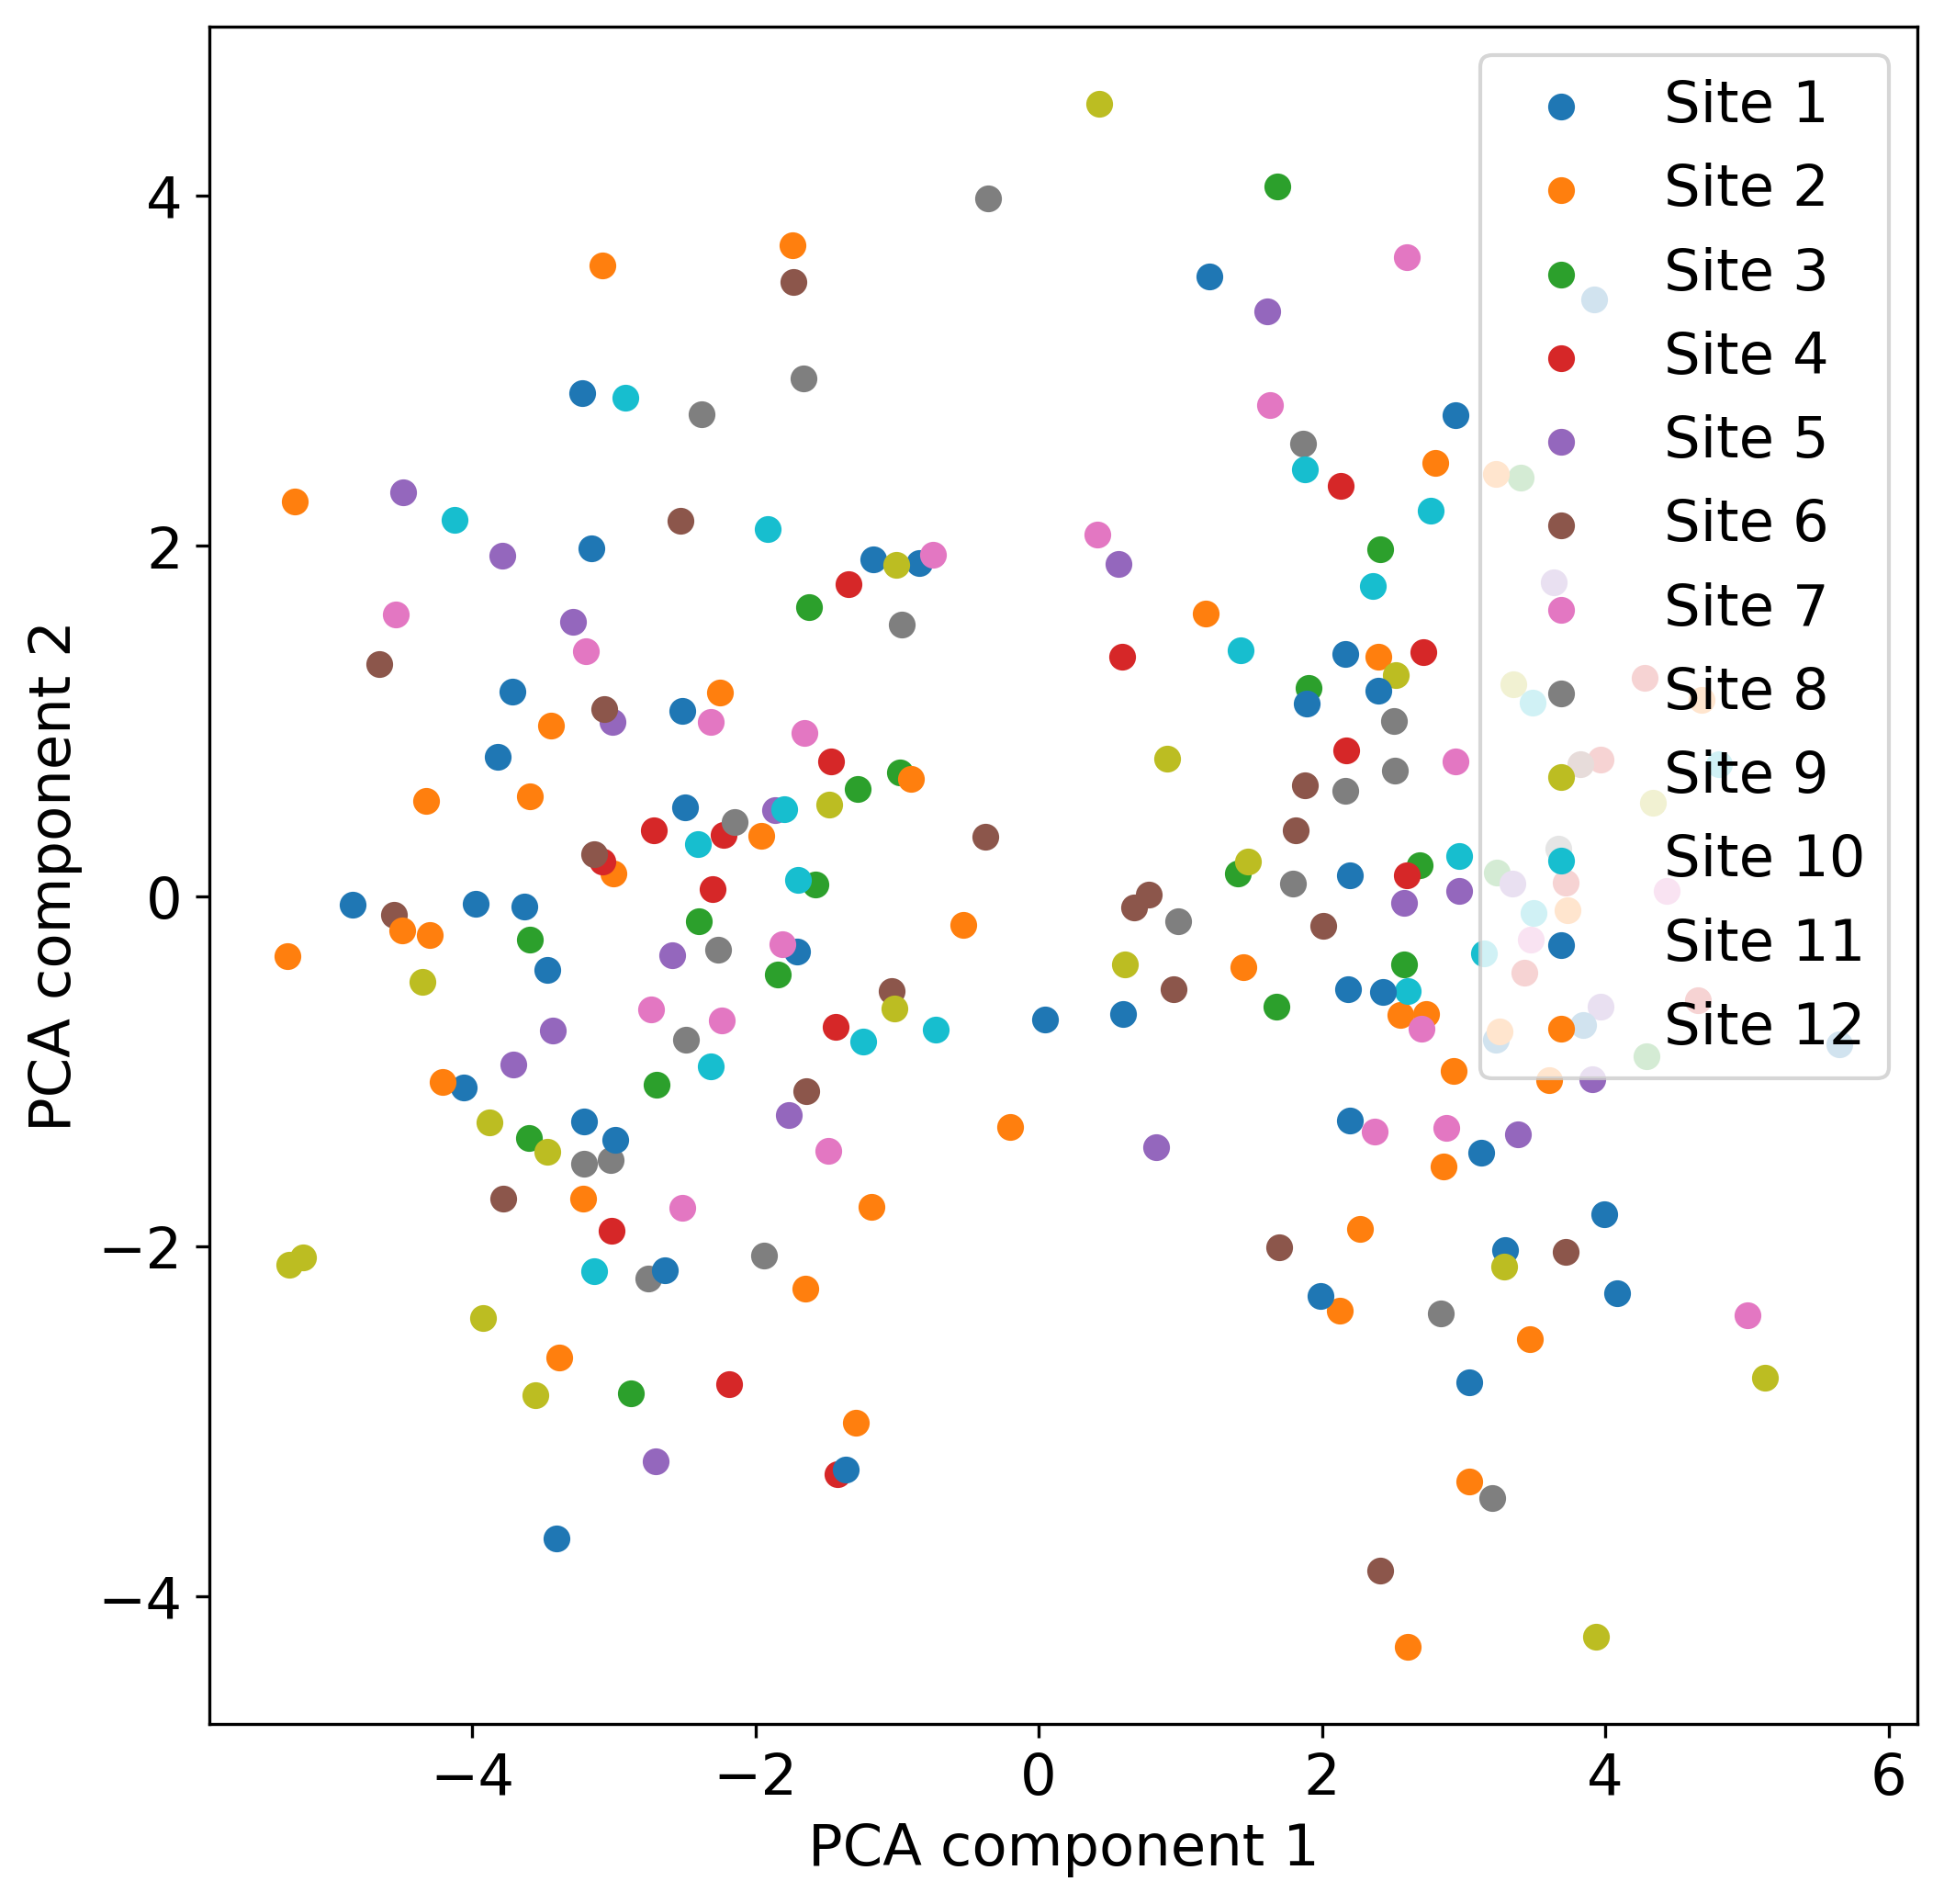 Site 1
Site 2
Site 3
Site 4
Site 5
Site 6
Site 7
Site 8
Site 9
Site 10
Site 11
Site 12
4
2
0
−2
−4
PCA component 2
−4 −2 0 2 4 6
PCA component 1